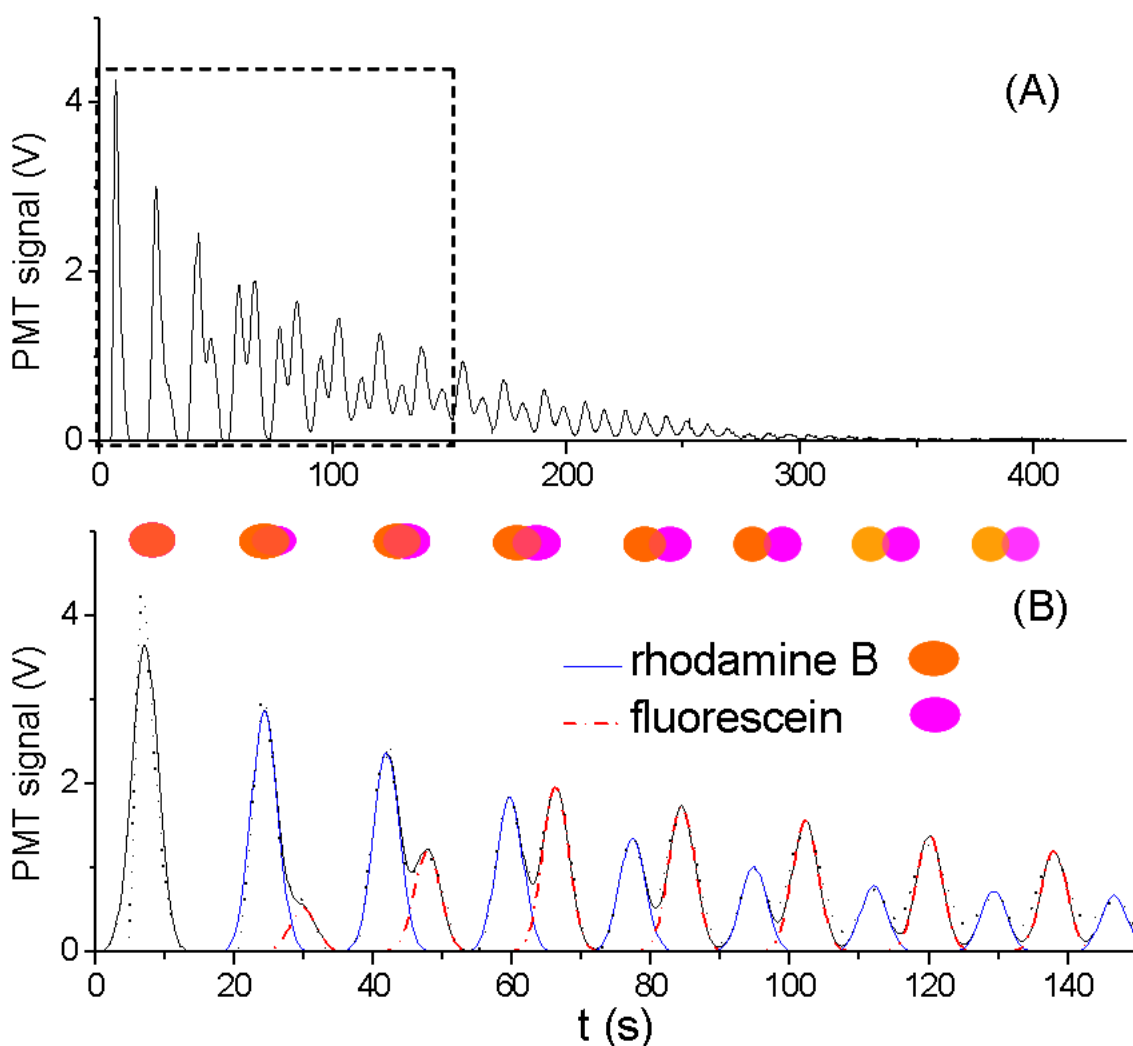 (A)
PMT signal (V)
4
2
0
0 100 200 300 400
(B)
PMT signal (V)
4
2
0
rhodamine B
fluorescein
0 20 40 60 80 100 120 140
t (s)